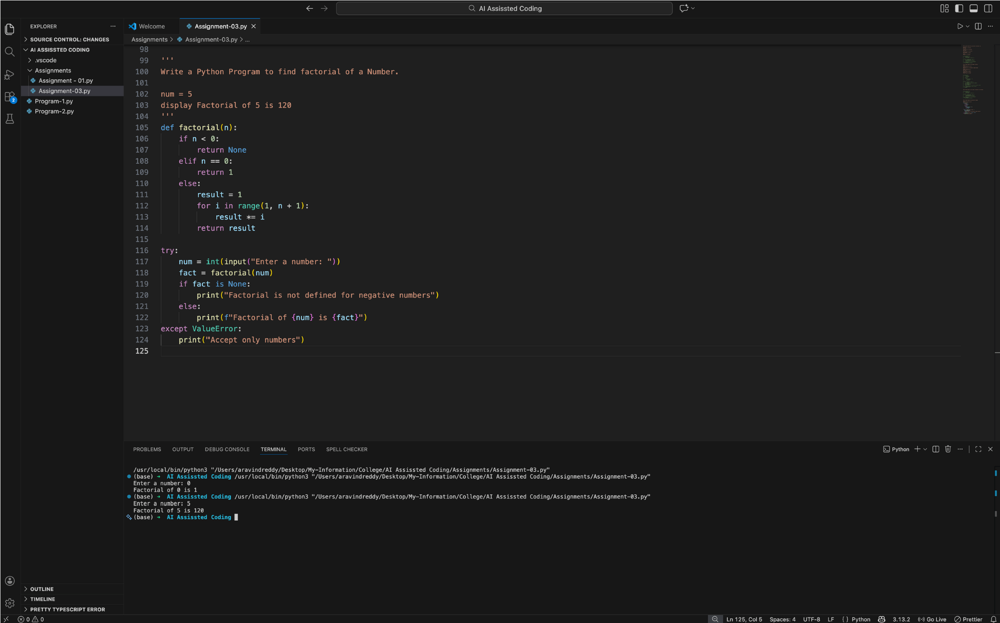 AI Assissted Coding
EXPLORER
Welcome
Assignment-03.py
SOURCE CONTROL: CHANGES
Assignments > Assignment-03.py > ...
AI ASSISSTED CODING
.vscode
Assignments
Assignment - 01.py
Assignment-03.py
Program-1.py
Program-2.py
2
98
99 '''
100 Write a Python Program to find factorial of a Number.
101
102 num = 5
103 display Factorial of 5 is 120
104 '''
105 def factorial(n):
106     if n < 0:
107         return None
108     elif n == 0:
109         return 1
110     else:
111         result = 1
112         for i in range(1, n + 1):
113             result *= i
114         return result
115
116 try:
117     num = int(input("Enter a number: "))
118     fact = factorial(num)
119     if fact is None:
120         print("Factorial is not defined for negative numbers")
121     else:
122         print(f"Factorial of {num} is {fact}")
123 except ValueError:
124     print("Accept only numbers")
125
PROBLEMS OUTPUT DEBUG CONSOLE TERMINAL PORTS SPELL CHECKER Python
/usr/local/bin/python3 "/Users/aravindreddy/Desktop/My-Information/College/AI Assissted Coding/Assignments/Assignment-03.py"
(base) ➜ AI Assissted Coding /usr/local/bin/python3 "/Users/aravindreddy/Desktop/My-Information/College/AI Assissted Coding/Assignments/Assignment-03.py"
Enter a number: 0
Factorial of 0 is 1
(base) ➜ AI Assissted Coding /usr/local/bin/python3 "/Users/aravindreddy/Desktop/My-Information/College/AI Assissted Coding/Assignments/Assignment-03.py"
Enter a number: 5
Factorial of 5 is 120
(base) ➜ AI Assissted Coding
OUTLINE
TIMELINE
PRETTY TYPESCRIPT ERROR
0 0 Ln 125, Col 5 Spaces: 4 UTF-8 LF { } Python 3.13.2 Go Live Prettier